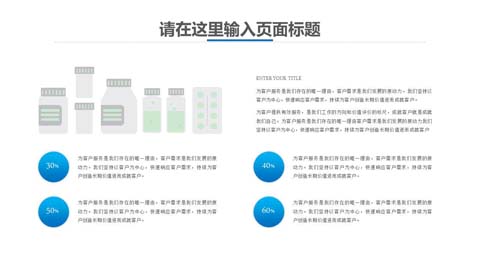 请在这里输入页面标题
ENTER YOUR TITLE
为客户服务是我们存在的唯一理由，客户需求是我们发展的原动力。我们坚持以
客户为中心，快速响应客户需求，持续为客户创造长期价值进而成就客户。
为客户提供有效服务，是我们工作的方向和价值评价的标尺，成就客户就是成就
我们自己。为客户服务是我们存在的唯一理由客户需求是我们发展的原动力我们
坚持以客户为中心，快速响应客户需求，持续为客户创造长期价值进而成就客户
30%
为客户服务是我们存在的唯一理由，客户需求是我们发展的原
动力。我们坚持以客户为中心，快速响应客户需求，持续为客
户创造长期价值进而成就客户。
40%
为客户服务是我们存在的唯一理由，客户需求是我们发展的原
动力。我们坚持以客户为中心，快速响应客户需求，持续为客
户创造长期价值进而成就客户。
50%
为客户服务是我们存在的唯一理由，客户需求是我们发展的原
动力。我们坚持以客户为中心，快速响应客户需求，持续为客
户创造长期价值进而成就客户。
60%
为客户服务是我们存在的唯一理由，客户需求是我们发展的原
动力。我们坚持以客户为中心，快速响应客户需求，持续为客
户创造长期价值进而成就客户。